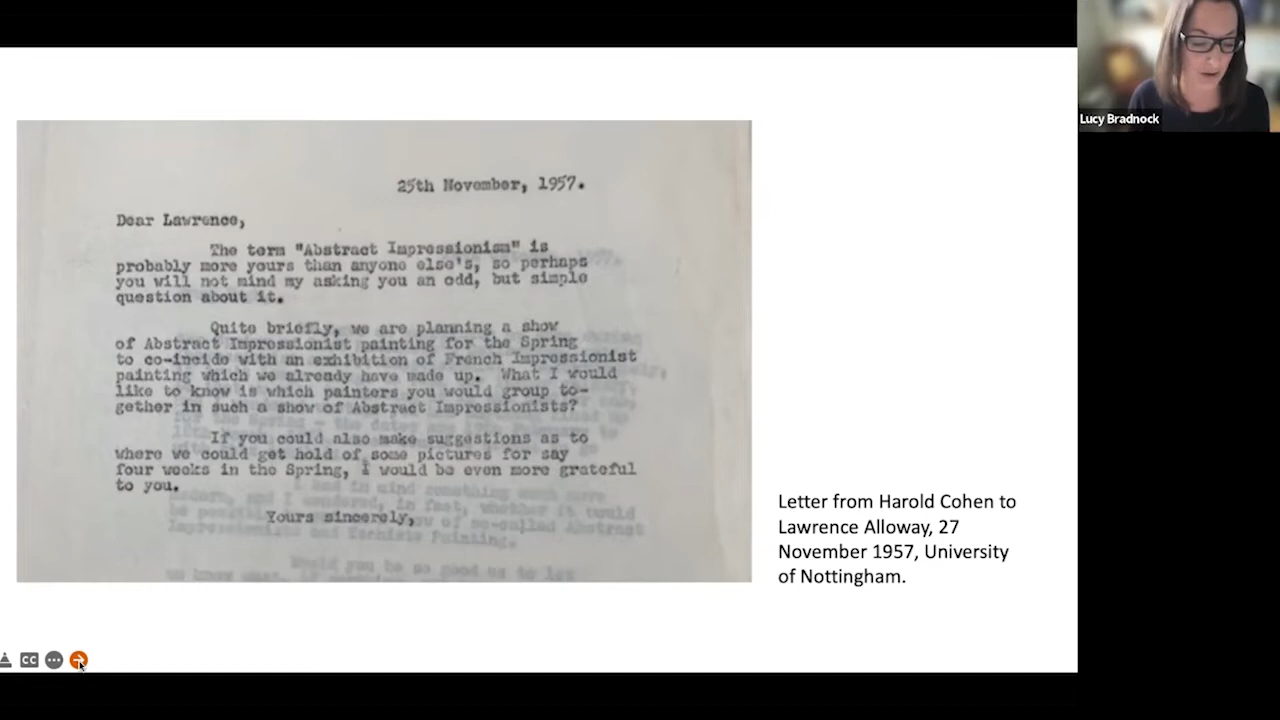 Lucy Bradnock
25th November, 1957.
Dear Lawrence,
The term "Abstract Impressionism" is
probably more yours than anyone else's, so perhaps
you will not mind my asking you an odd, but simple
question about it.
Quite briefly, we are planning a show
of Abstract Impressionist painting for the Spring
to co-incide with an exhibition of French Impressionist
painting which we already have made up. What I would
like to know is which painters you would group to-
gether in such a show of Abstract Impressionists?
If you could also make suggestions as to
where we could get hold of some pictures for say
four weeks in the Spring, I would be even more grateful
to you.
Yours sincerely,
Letter from Harold Cohen to
Lawrence Alloway, 27
November 1957, University
of Nottingham.
CC